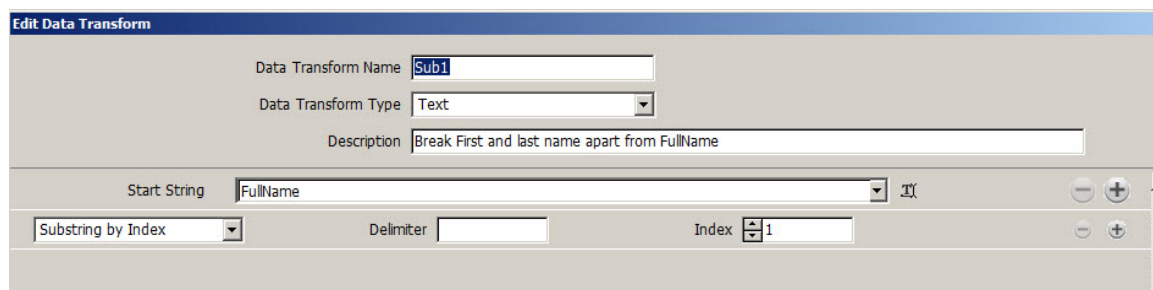 Edit Data Transform
Data Transform Name Sub1
Data Transform Type Text
Description Break First and last name apart from FullName
Start String FullName
Substring by Index Delimiter Index 1